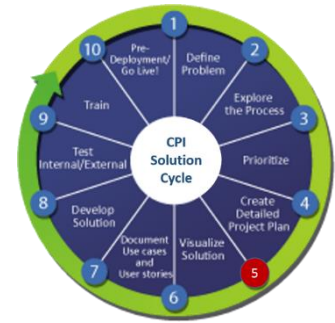 1
Define
Problem
2
Explore
the Process
3
Prioritize
4
Create
Detailed
Project Plan
5
Visualize
Solution
6
Document
Use cases
and
User stories
7
Develop
Solution
8
Test
Internal/External
9
Train
10
Pre-
Deployment/
Go Live!
CPI
Solution
Cycle